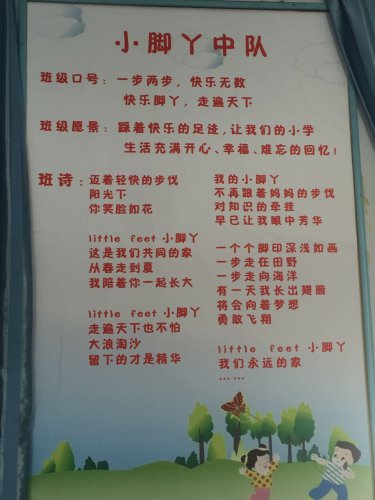 小脚丫中队
班级口号：一步两步，快乐无数
快乐脚丫，走遍天下
班级愿景：踩着快乐的足迹，让我们的小学
生活充满开心、幸福、难忘的回忆！
班诗：迈着轻快的步伐
阳光下
你笑脸如花
little feet 小脚丫
这是我们共同的家
从春走到夏
我陪着你一起长大
little feet 小脚丫
走遍天下也不怕
大浪淘沙
留下的才是精华
我的小脚丫
不再跟着妈妈的步伐
对知识的牵挂
早已让我眼中芳华
一个个脚印深浅如画
一步走在田野
一步走向海洋
有一天我长出翅膀
将会向着梦想
勇敢飞翔
little feet 小脚丫
我们永远的家
……